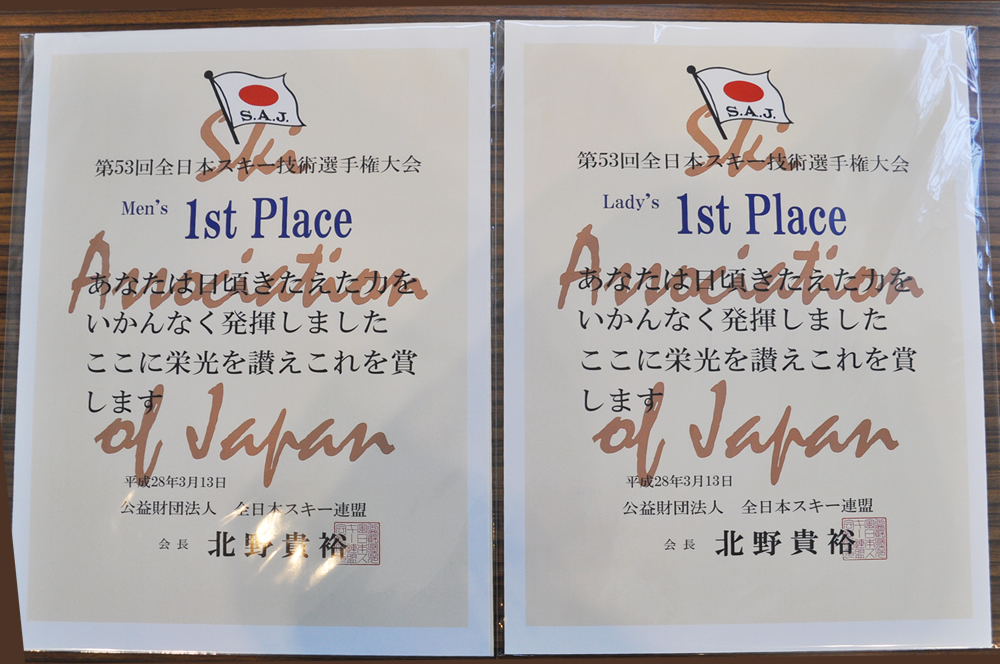 S.A.J.
Ski
第53回全日本スキー技術選手権大会
Men's 1st Place
Association
あなたは日頃きたえた力を
いかんなく発揮しました
ここに栄光を讃えこれを賞
します
of Japan
平成28年3月13日
公益財団法人 全日本スキー連盟
会長 北野貴裕
S.A.J.
Ski
第53回全日本スキー技術選手権大会
Lady's 1st Place
Association
あなたは日頃きたえた力を
いかんなく発揮しました
ここに栄光を讃えこれを賞
します
of Japan
平成28年3月13日
公益財団法人 全日本スキー連盟
会長 北野貴裕